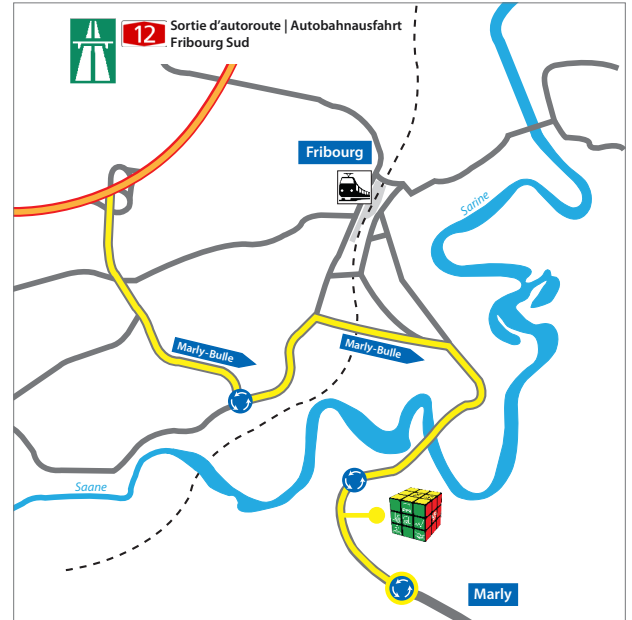 12
Sortie d'autoroute | Autobahnausfahrt
Fribourg Sud
Fribourg
Sarine
Marly-Bulle
Marly-Bulle
Saane
Marly